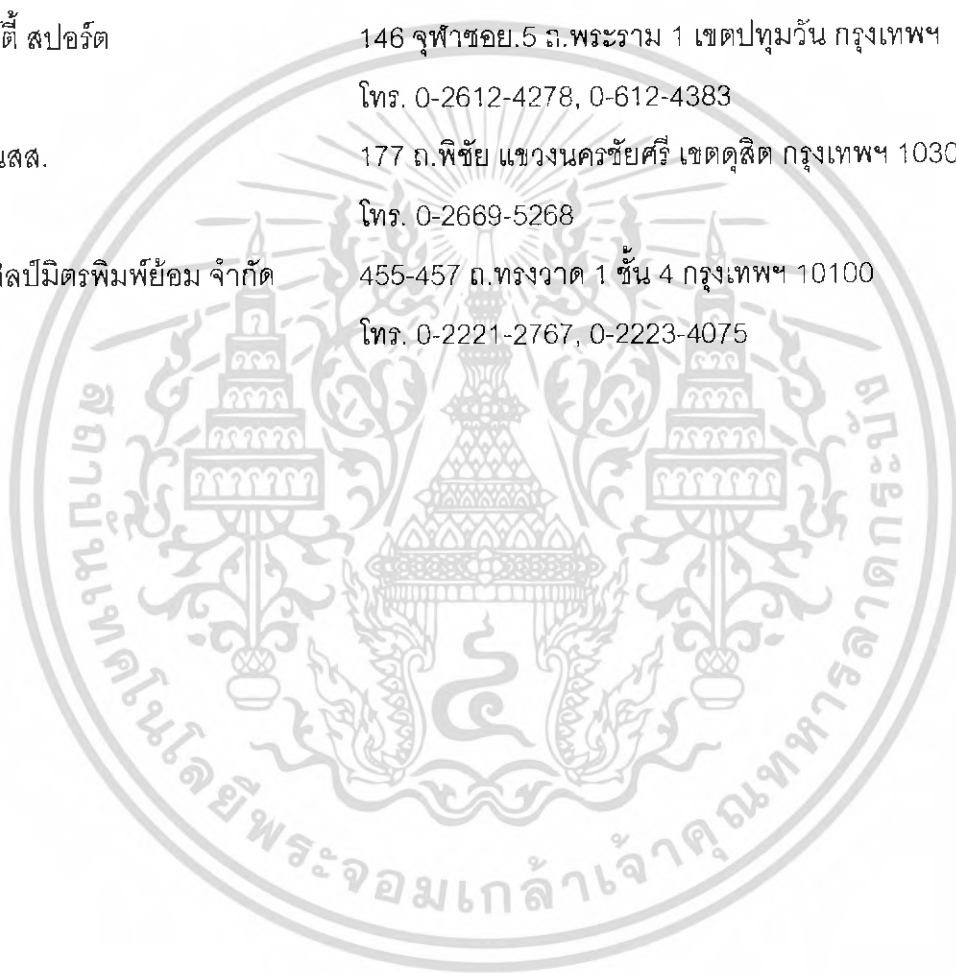 ตี้ สปอร์ต 146 จุฬาซอย.5 ถ.พระราม 1 เขตปทุมวัน กรุงเทพฯ
โทร. 0-2612-4278, 0-612-4383
นสส. 177 ถ.พิชัย แขวงนครชัยศรี เขตดุสิต กรุงเทพฯ 1030
โทร. 0-2669-5268
ศิลป์มิตรพิมพ์ย้อม จำกัด 455-457 ถ.ทรงวาด 1 ชั้น 4 กรุงเทพฯ 10100
โทร. 0-2221-2767, 0-2223-4075
สถาบันเทคโนโลยีพระจอมเกล้าเจ้าคุณทหารลาดกระบัง